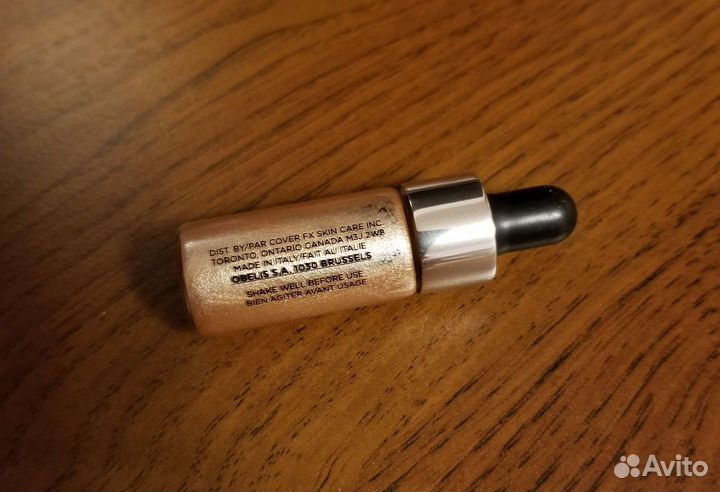 DIST. BY/PAR COVER FX SKIN CARE INC.
TORONTO, ONTARIO CANADA M3J 2W8
MADE IN ITALY/FAIT AU ITALIE
OBELIS S.A. 1030 BRUSSELS
SHAKE WELL BEFORE USE
BIEN AGITER AVANT USAGE
Avito